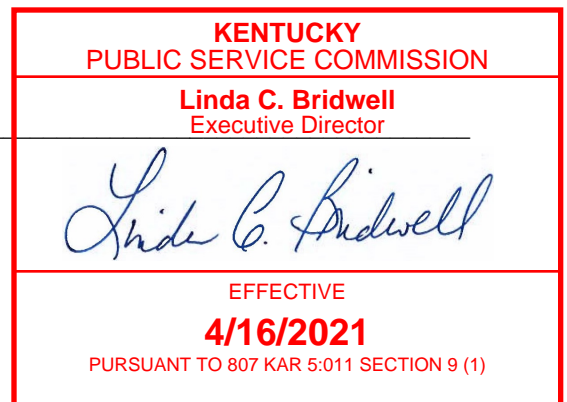 KENTUCKY
PUBLIC SERVICE COMMISSION
Linda C. Bridwell
Executive Director
Linda C. Bridwell
EFFECTIVE
4/16/2021
PURSUANT TO 807 KAR 5:011 SECTION 9 (1)